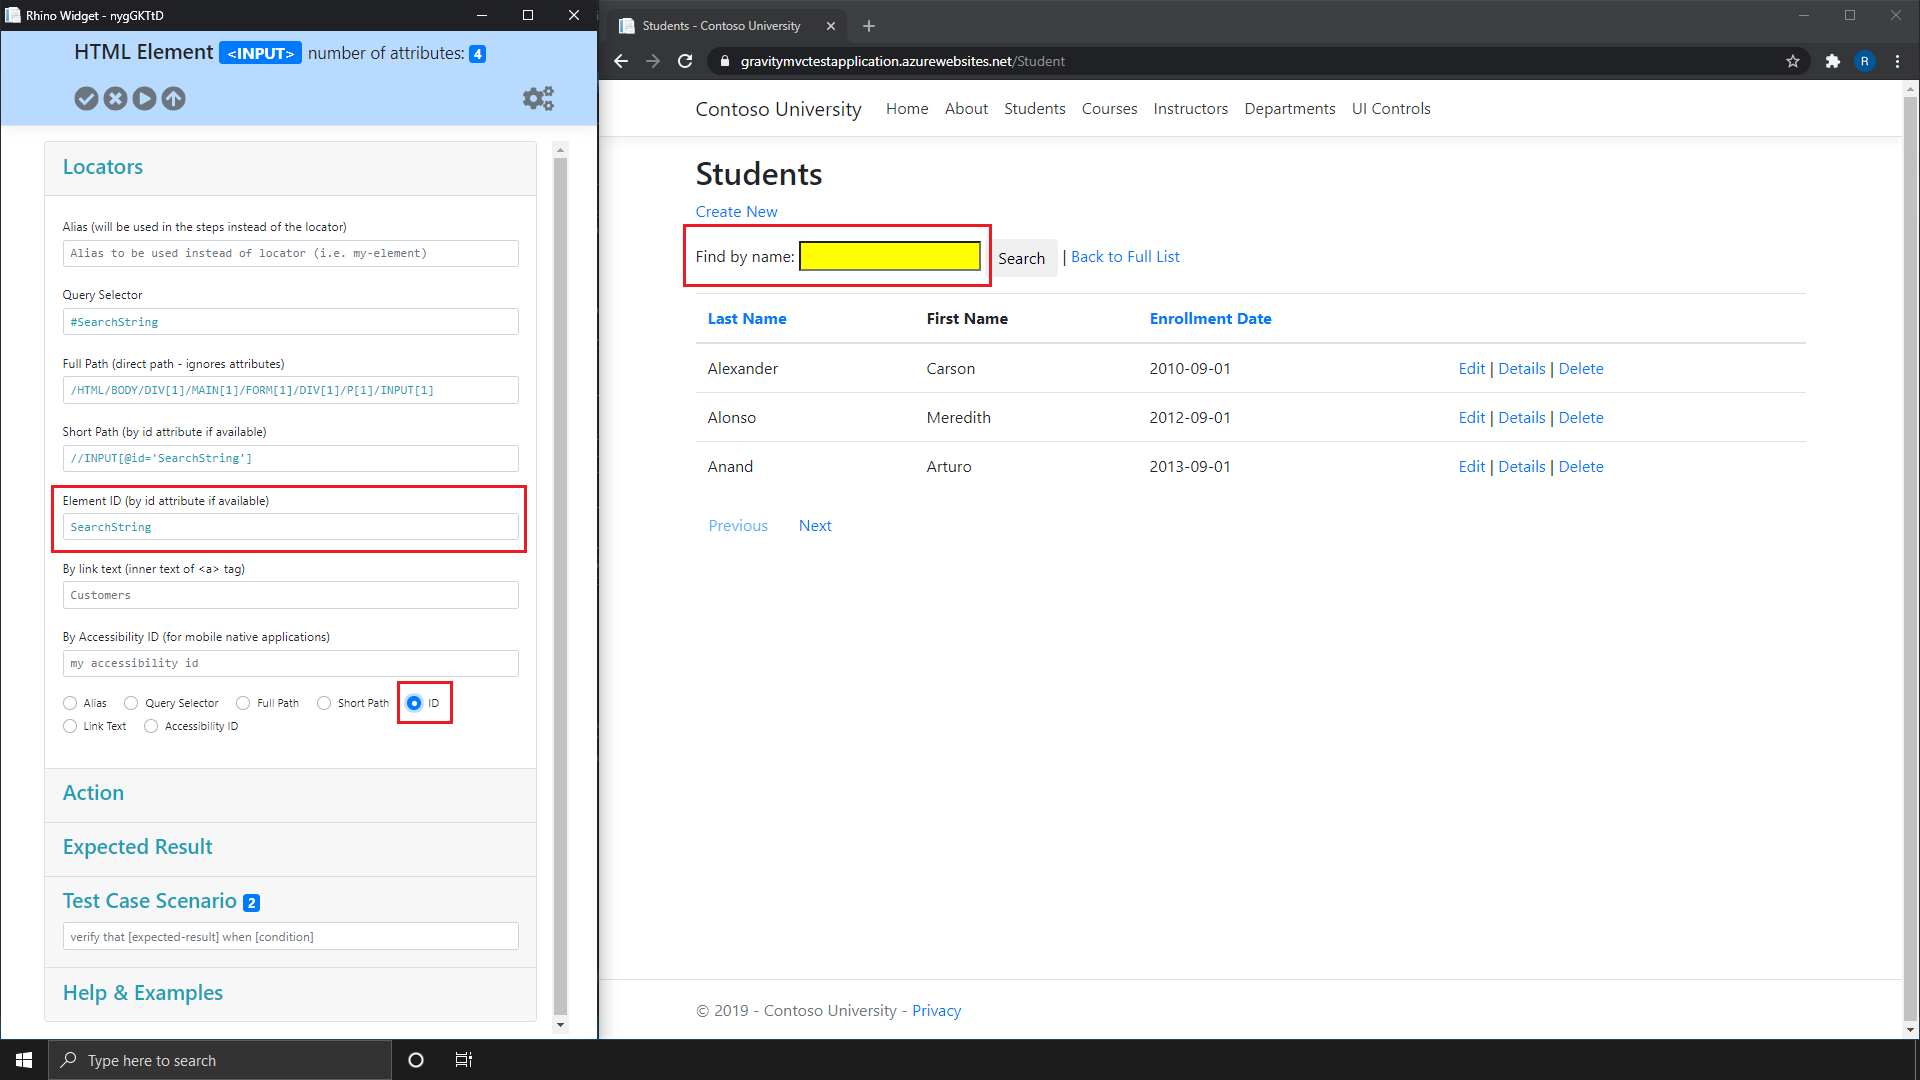 Rhino Widget - nygGKTtD
HTML Element <INPUT> number of attributes: 4
Locators
Alias (will be used in the steps instead of the locator)
Alias to be used instead of locator (i.e. my-element)
Query Selector
#SearchString
Full Path (direct path - ignores attributes)
/HTML/BODY/DIV[1]/MAIN[1]/FORM[1]/DIV[1]/P[1]/INPUT[1]
Short Path (by id attribute if available)
//INPUT[@id='SearchString']
Element ID (by id attribute if available)
SearchString
By link text (inner text of <a> tag)
Customers
By Accessibility ID (for mobile native applications)
my accessibility id
Alias Query Selector Full Path Short Path ID
Link Text Accessibility ID
Action
Expected Result
Test Case Scenario 2
verify that [expected-result] when [condition]
Help & Examples
Students - Contoso University
gravitymvctestapplication.azurewebsites.net/Student
R
Contoso University Home About Students Courses Instructors Departments UI Controls
Students
Create New
Find by name: Search | Back to Full List
Last Name First Name Enrollment Date
Alexander Carson 2010-09-01 Edit | Details | Delete
Alonso Meredith 2012-09-01 Edit | Details | Delete
Anand Arturo 2013-09-01 Edit | Details | Delete
Previous Next
© 2019 - Contoso University - Privacy
Type here to search